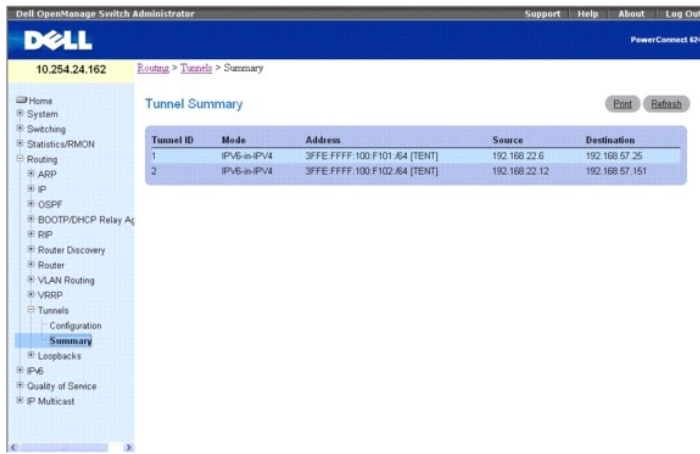 Dell OpenManage Switch Administrator
Support Help About Log Out
DELL
PowerConnect 624
10.254.24.162
Routing > Tunnels > Summary
Home
System
Switching
Statistics/RMON
Routing
ARP
IP
OSPF
BOOTP/DHCP Relay Ag
RIP
Router Discovery
Router
VLAN Routing
VRRP
Tunnels
Configuration
Summary
Loopbacks
IPv6
Quality of Service
IP Multicast
Tunnel Summary
Print Refresh
Tunnel ID Mode Address Source Destination
1 IPV6-in-IPV4 3FFE:FFFF:100:F101:/64 [TENT] 192.168.22.6 192.168.57.25
2 IPV6-in-IPV4 3FFE:FFFF:100:F102:/64 [TENT] 192.168.22.12 192.168.57.151